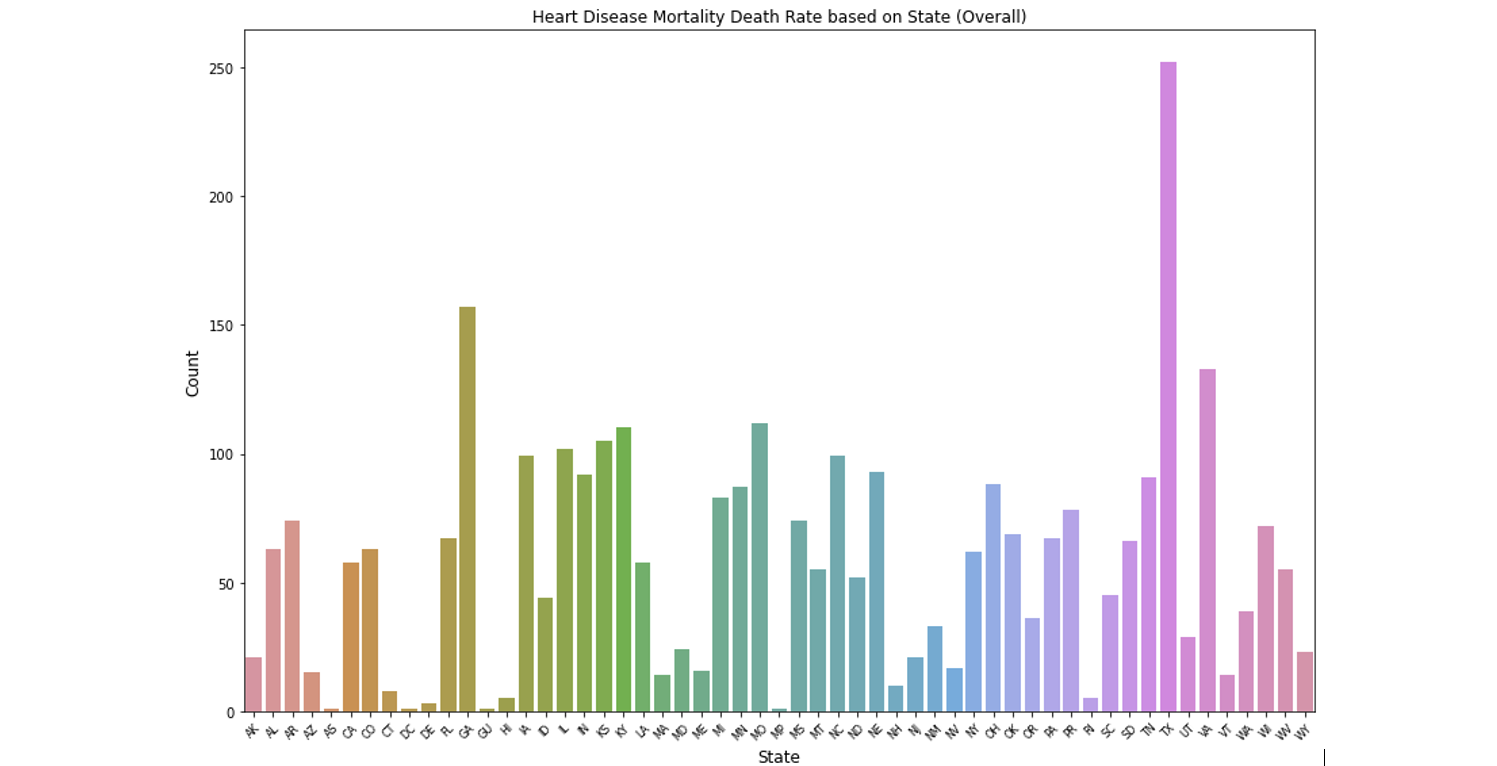 Heart Disease Mortality Death Rate based on State (Overall)
250
200
150
100
50
0
Count
AK AL AR AZ AS CA CO CT DC DE FL GA GU HI IA ID IL IN KS KY LA MA MD ME MI MN MO MP MS MT NC ND NE NH NJ NM NV NY OH OK OR PA PR RI SC SD TN TX UT VA VT WA WI WV WY
State